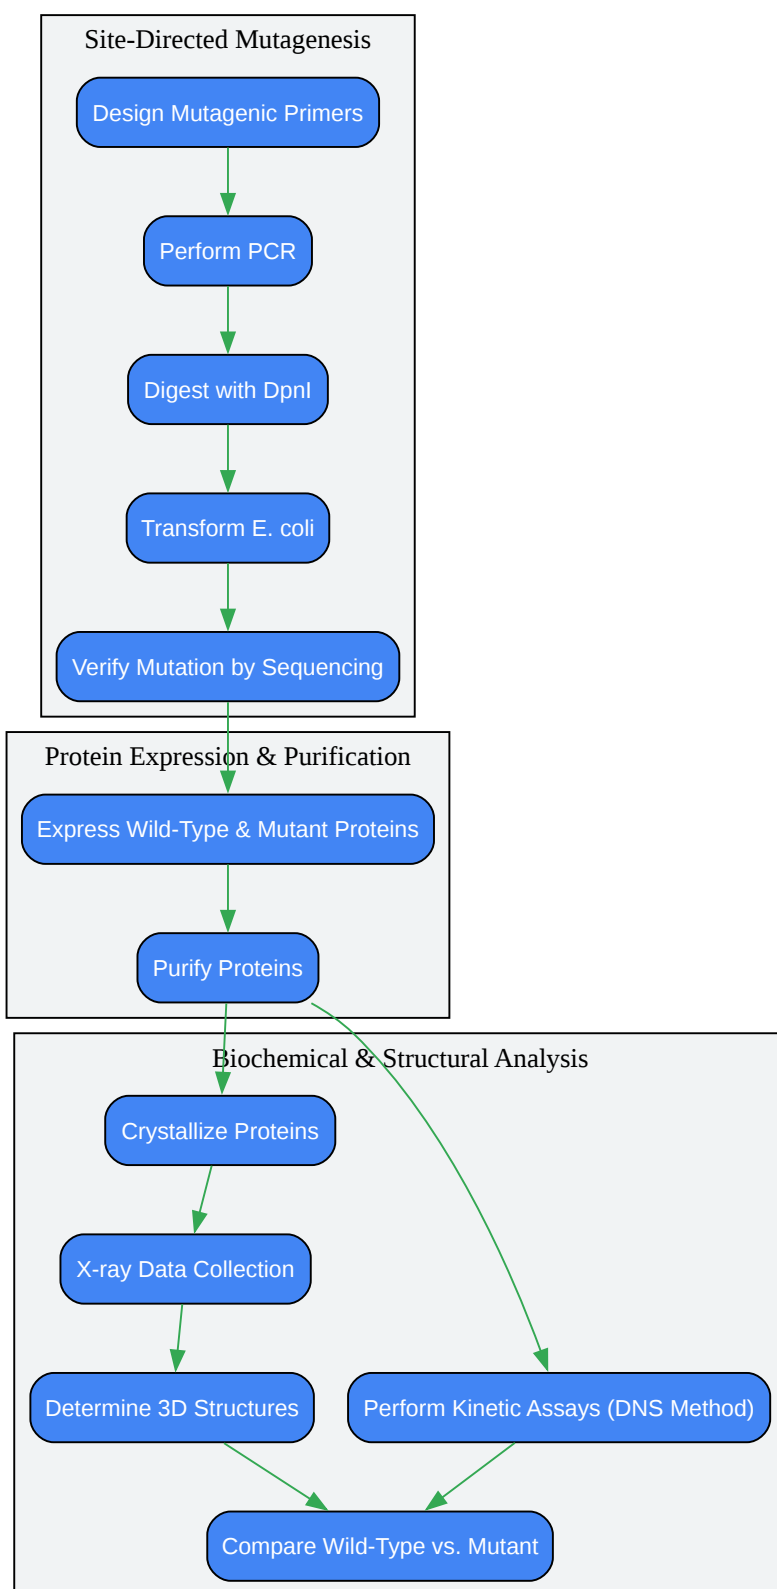 Site-Directed Mutagenesis
Design Mutagenic Primers
Perform PCR
Digest with DpnI
Transform E. coli
Verify Mutation by Sequencing
Protein Expression & Purification
Express Wild-Type & Mutant Proteins
Purify Proteins
Biochemical & Structural Analysis
Crystallize Proteins
X-ray Data Collection
Determine 3D Structures
Perform Kinetic Assays (DNS Method)
Compare Wild-Type vs. Mutant